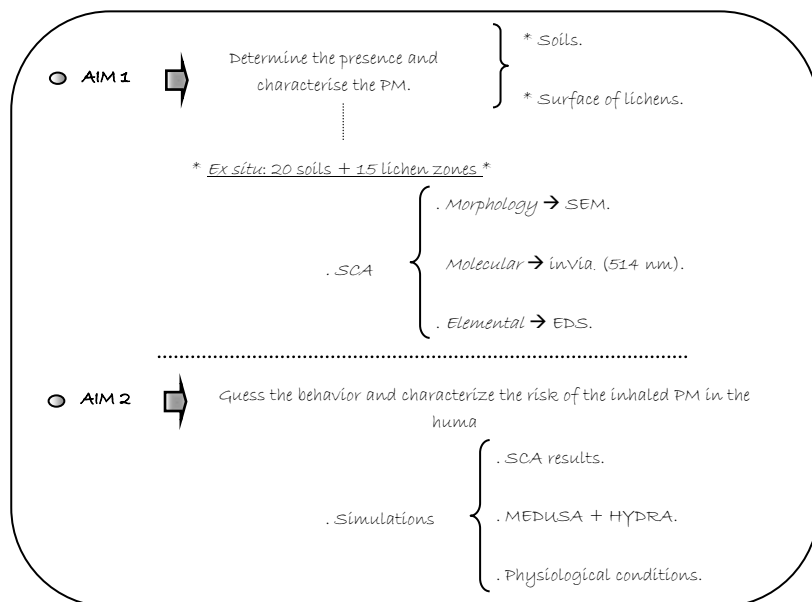 AIM 1
Determine the presence and
characterise the PM.
* Soils.
* Surface of lichens.
* Ex situ: 20 soils + 15 lichen zones *
. SCA
. Morphology → SEM.
Molecular → inVia. (514 nm).
. Elemental → EDS.
AIM 2
Guess the behavior and characterize the risk of the inhaled PM in the
huma
. Simulations
. SCA results.
. MEDUSA + HYDRA.
. Physiological conditions.